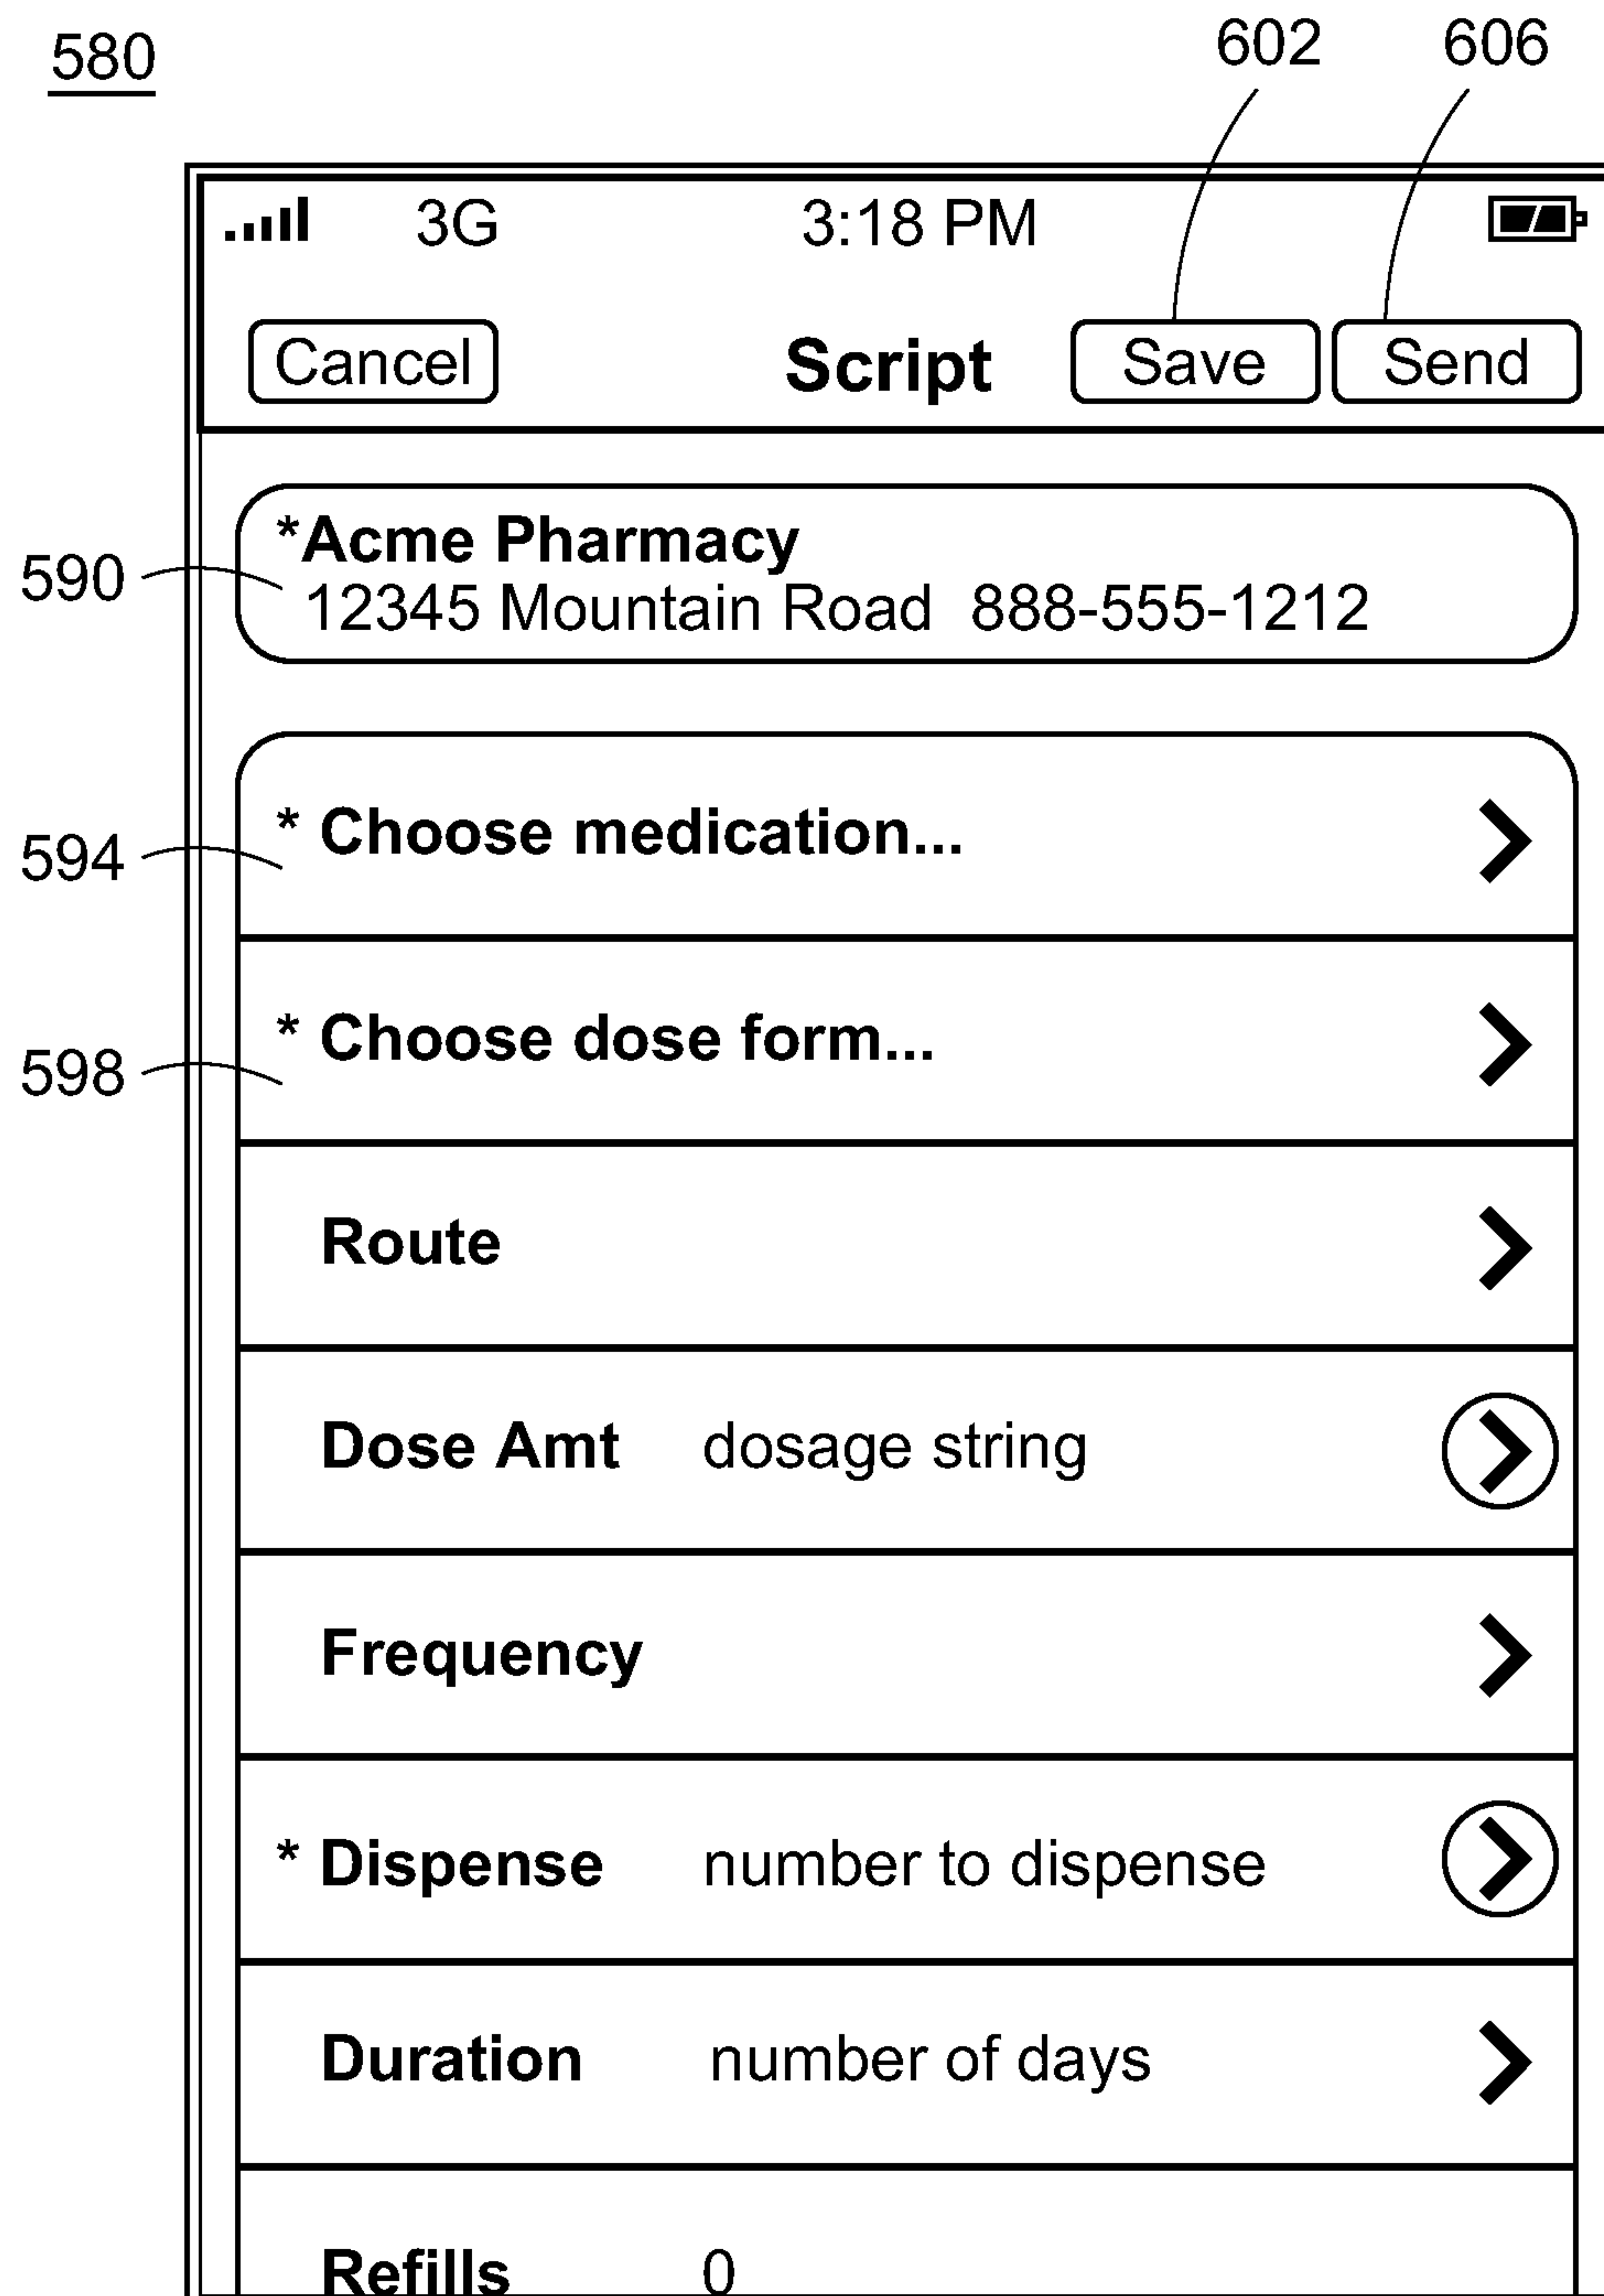 580
602 606
3G 3:18 PM
Cancel Script Save Send
*Acme Pharmacy
590
12345 Mountain Road 888-555-1212
* Choose medication...
594
* Choose dose form...
598
Route
Dose Amt dosage string
Frequency
* Dispense number to dispense
Duration number of days
Refills 0